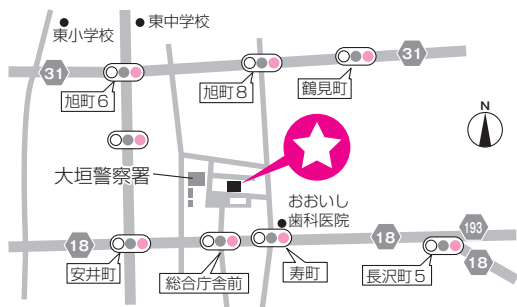 東小学校
東中学校
31
旭町6
旭町8
鶴見町
31
N
大垣警察署
おおいし
歯科医院
18
安井町
総合庁舎前
寿町
18
長沢町5
193
18